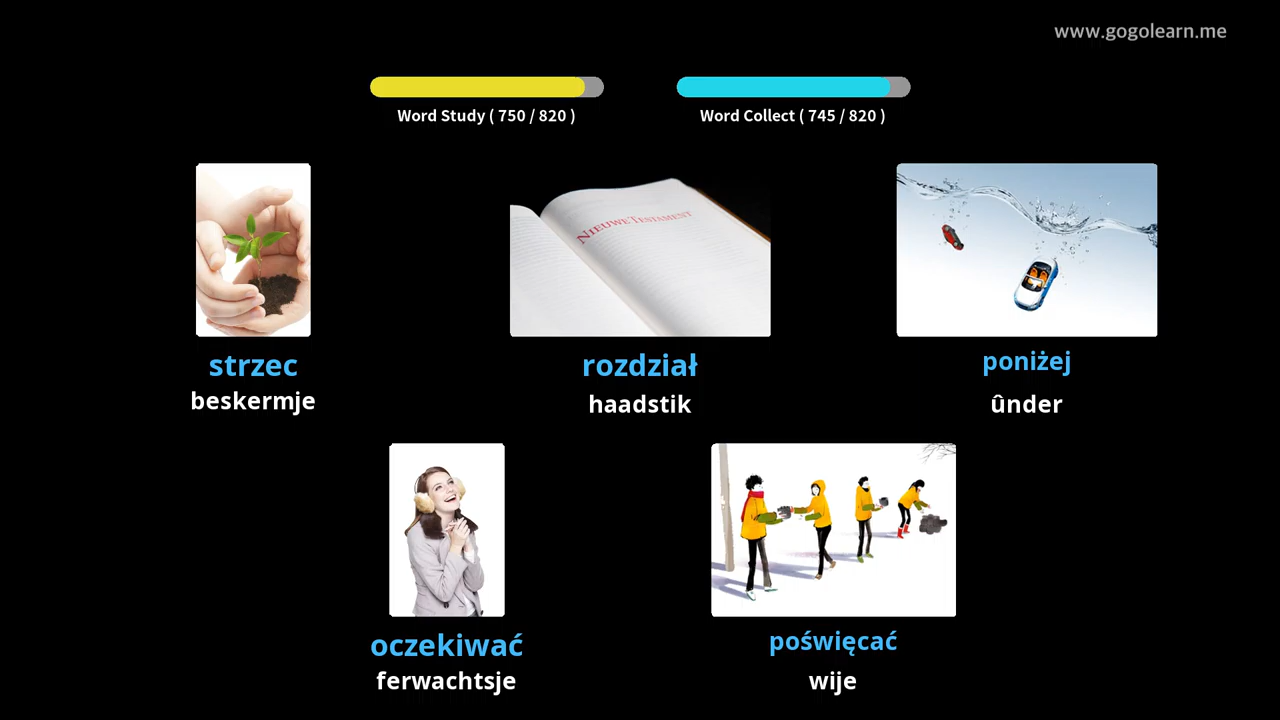 www.gogolearn.me
Word Study ( 750 / 820 )
Word Collect ( 745 / 820 )
NIEUWE TESTAMENT
strzec
beskermje
rozdział
haadstik
poniżej
ûnder
oczekiwać
ferwachtsje
poświęcać
wije